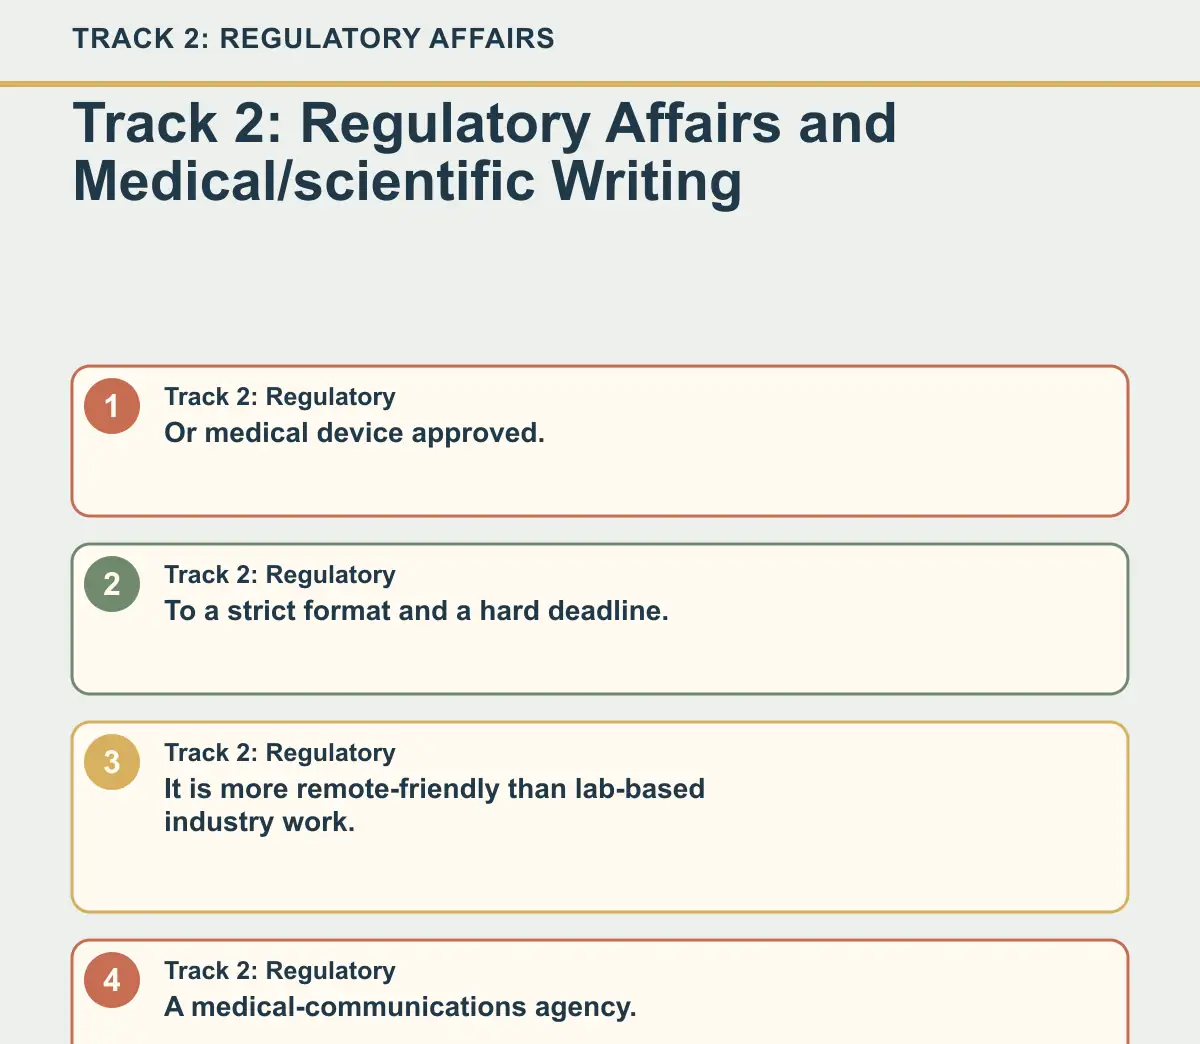 TRACK 2: REGULATORY AFFAIRS
Track 2: Regulatory Affairs and
Medical/scientific Writing
1
Track 2: Regulatory
Or medical device approved.
2
Track 2: Regulatory
To a strict format and a hard deadline.
3
Track 2: Regulatory
It is more remote-friendly than lab-based
industry work.
4
Track 2: Regulatory
A medical-communications agency.